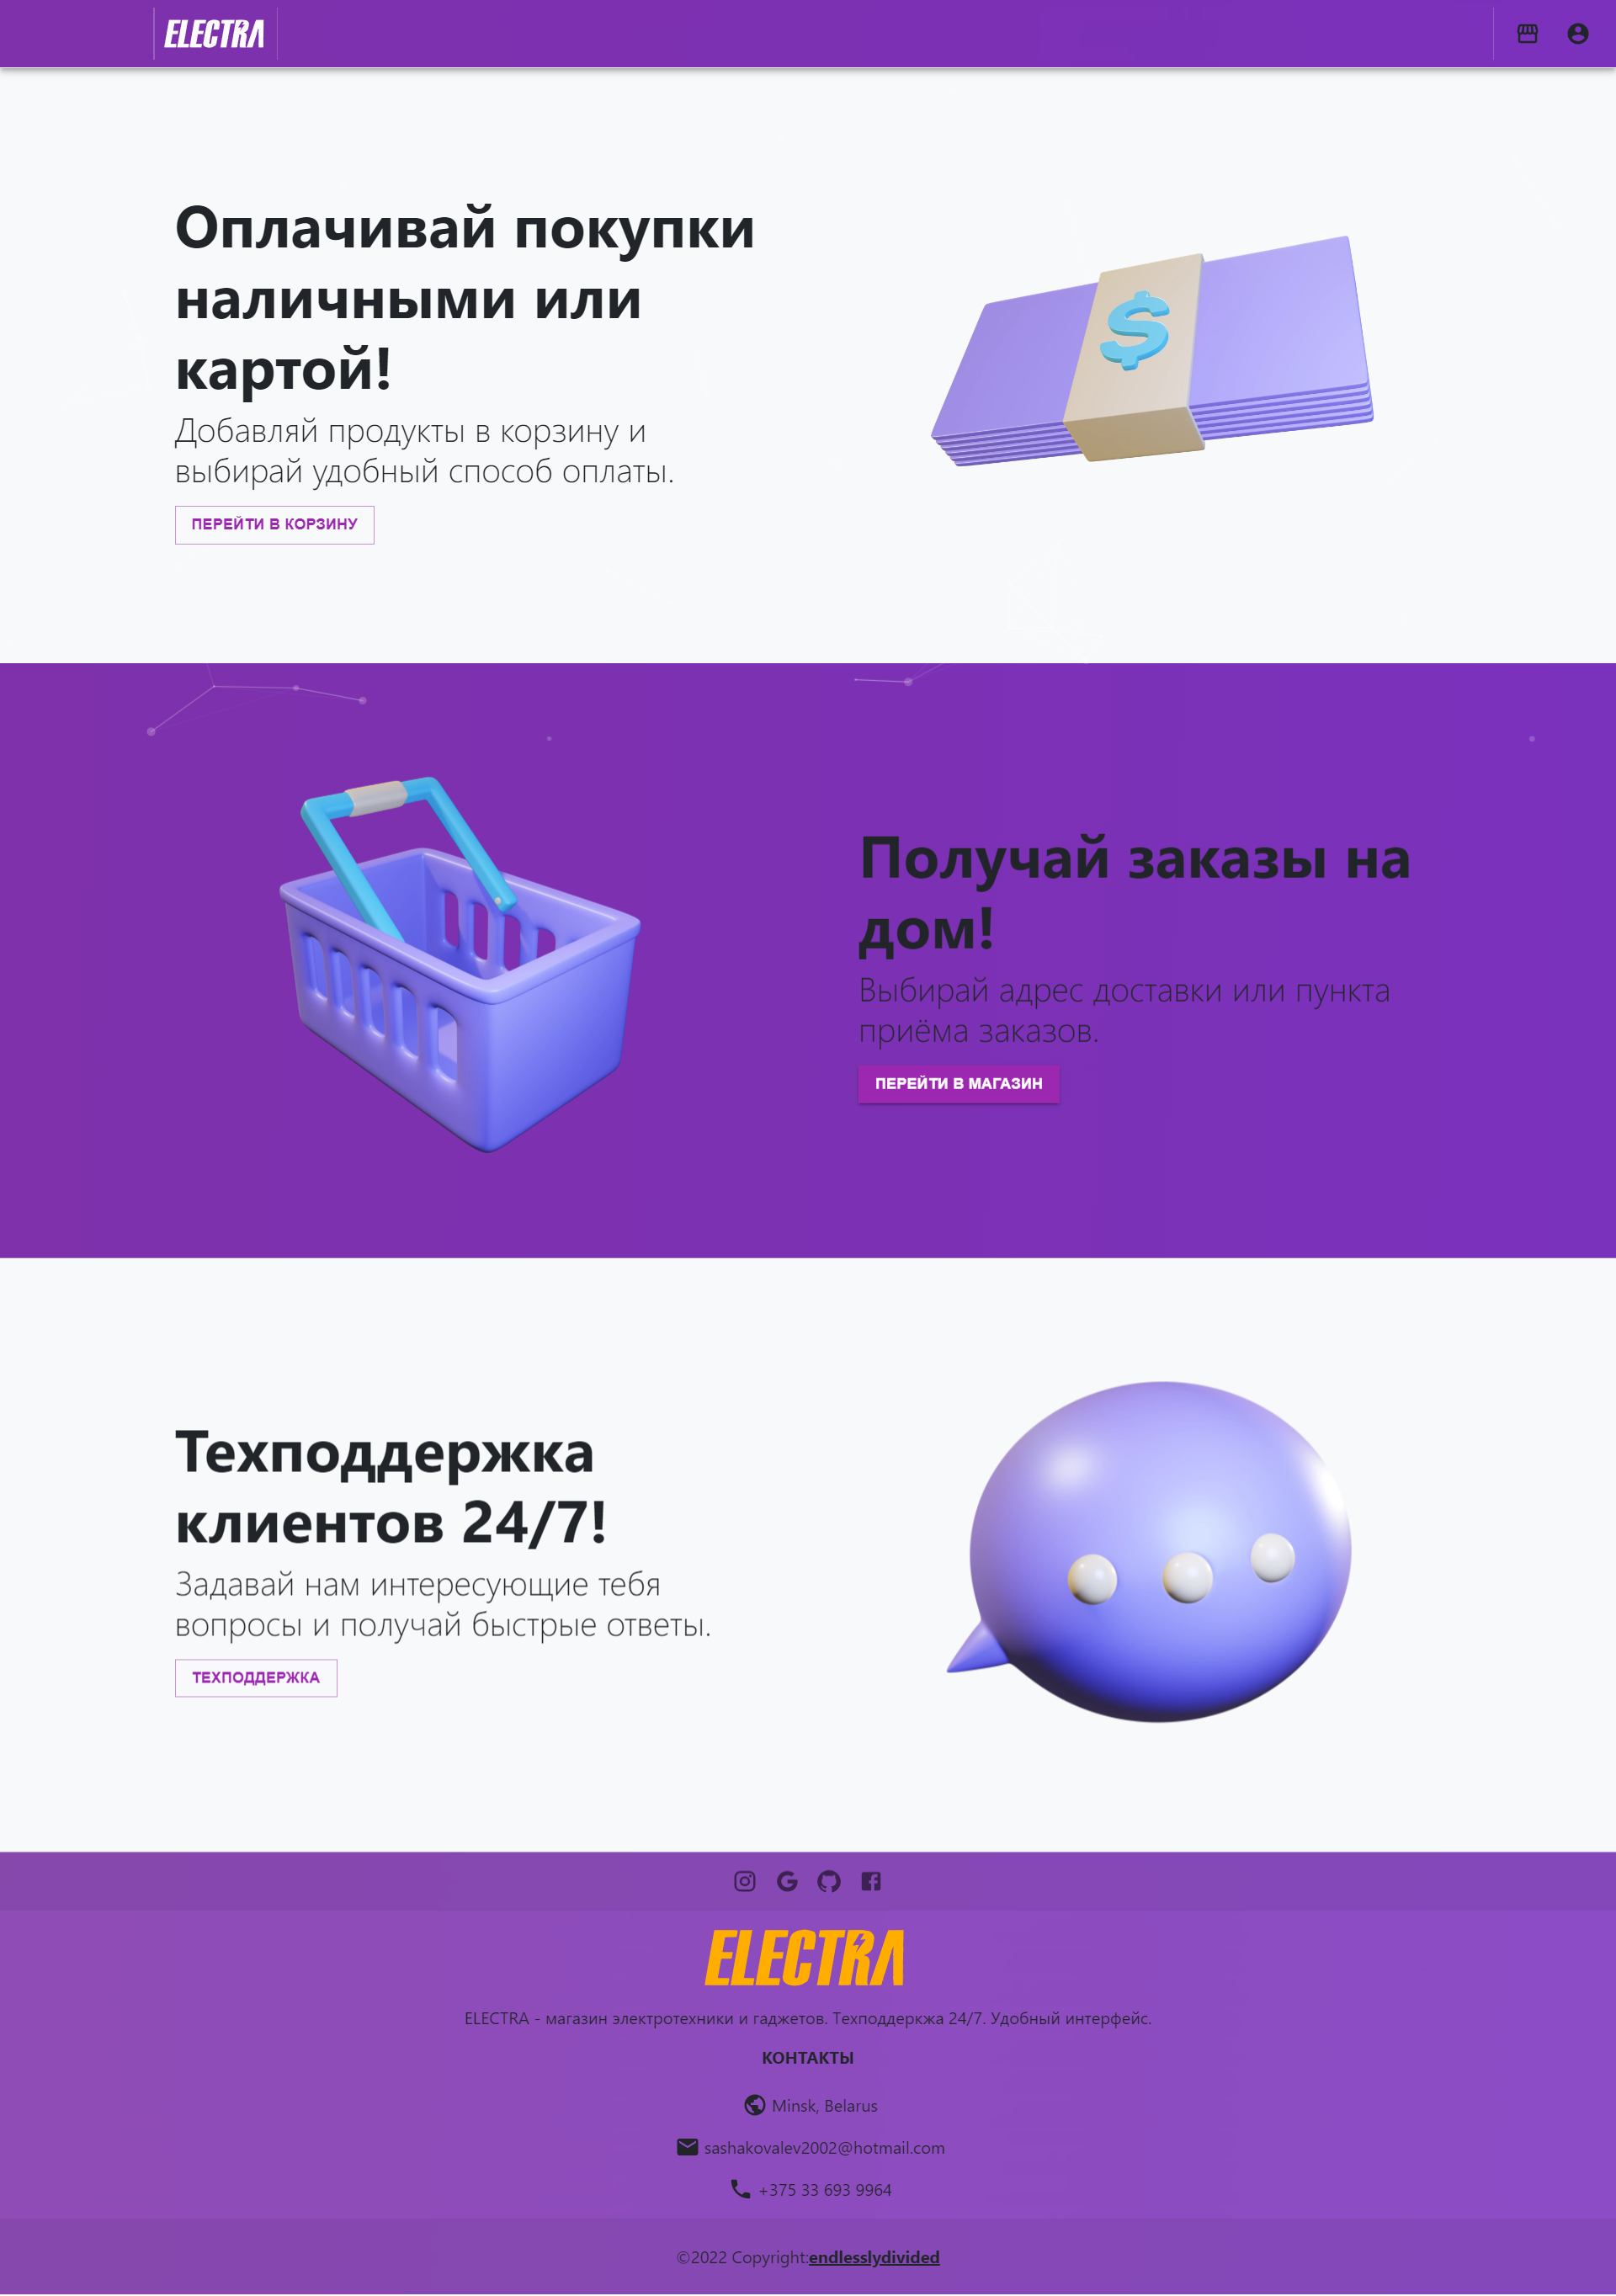 ELECTRA
Оплачивай покупки
наличными или
картой!
Добавляй продукты в корзину и
выбирай удобный способ оплаты.
ПЕРЕЙТИ В КОРЗИНУ
$
Получай заказы на
дом!
Выбирай адрес доставки или пункта
приёма заказов.
ПЕРЕЙТИ В МАГАЗИН
Техподдержка
клиентов 24/7!
Задавай нам интересующие тебя
вопросы и получай быстрые ответы.
ТЕХПОДДЕРЖКА
ELECTRA
ELECTRA - магазин электротехники и гаджетов. Техподдеркжа 24/7. Удобный интерфейс.
КОНТАКТЫ
Minsk, Belarus
sashakovalev2002@hotmail.com
+375 33 693 9964
©2022 Copyright:endlesslydivided